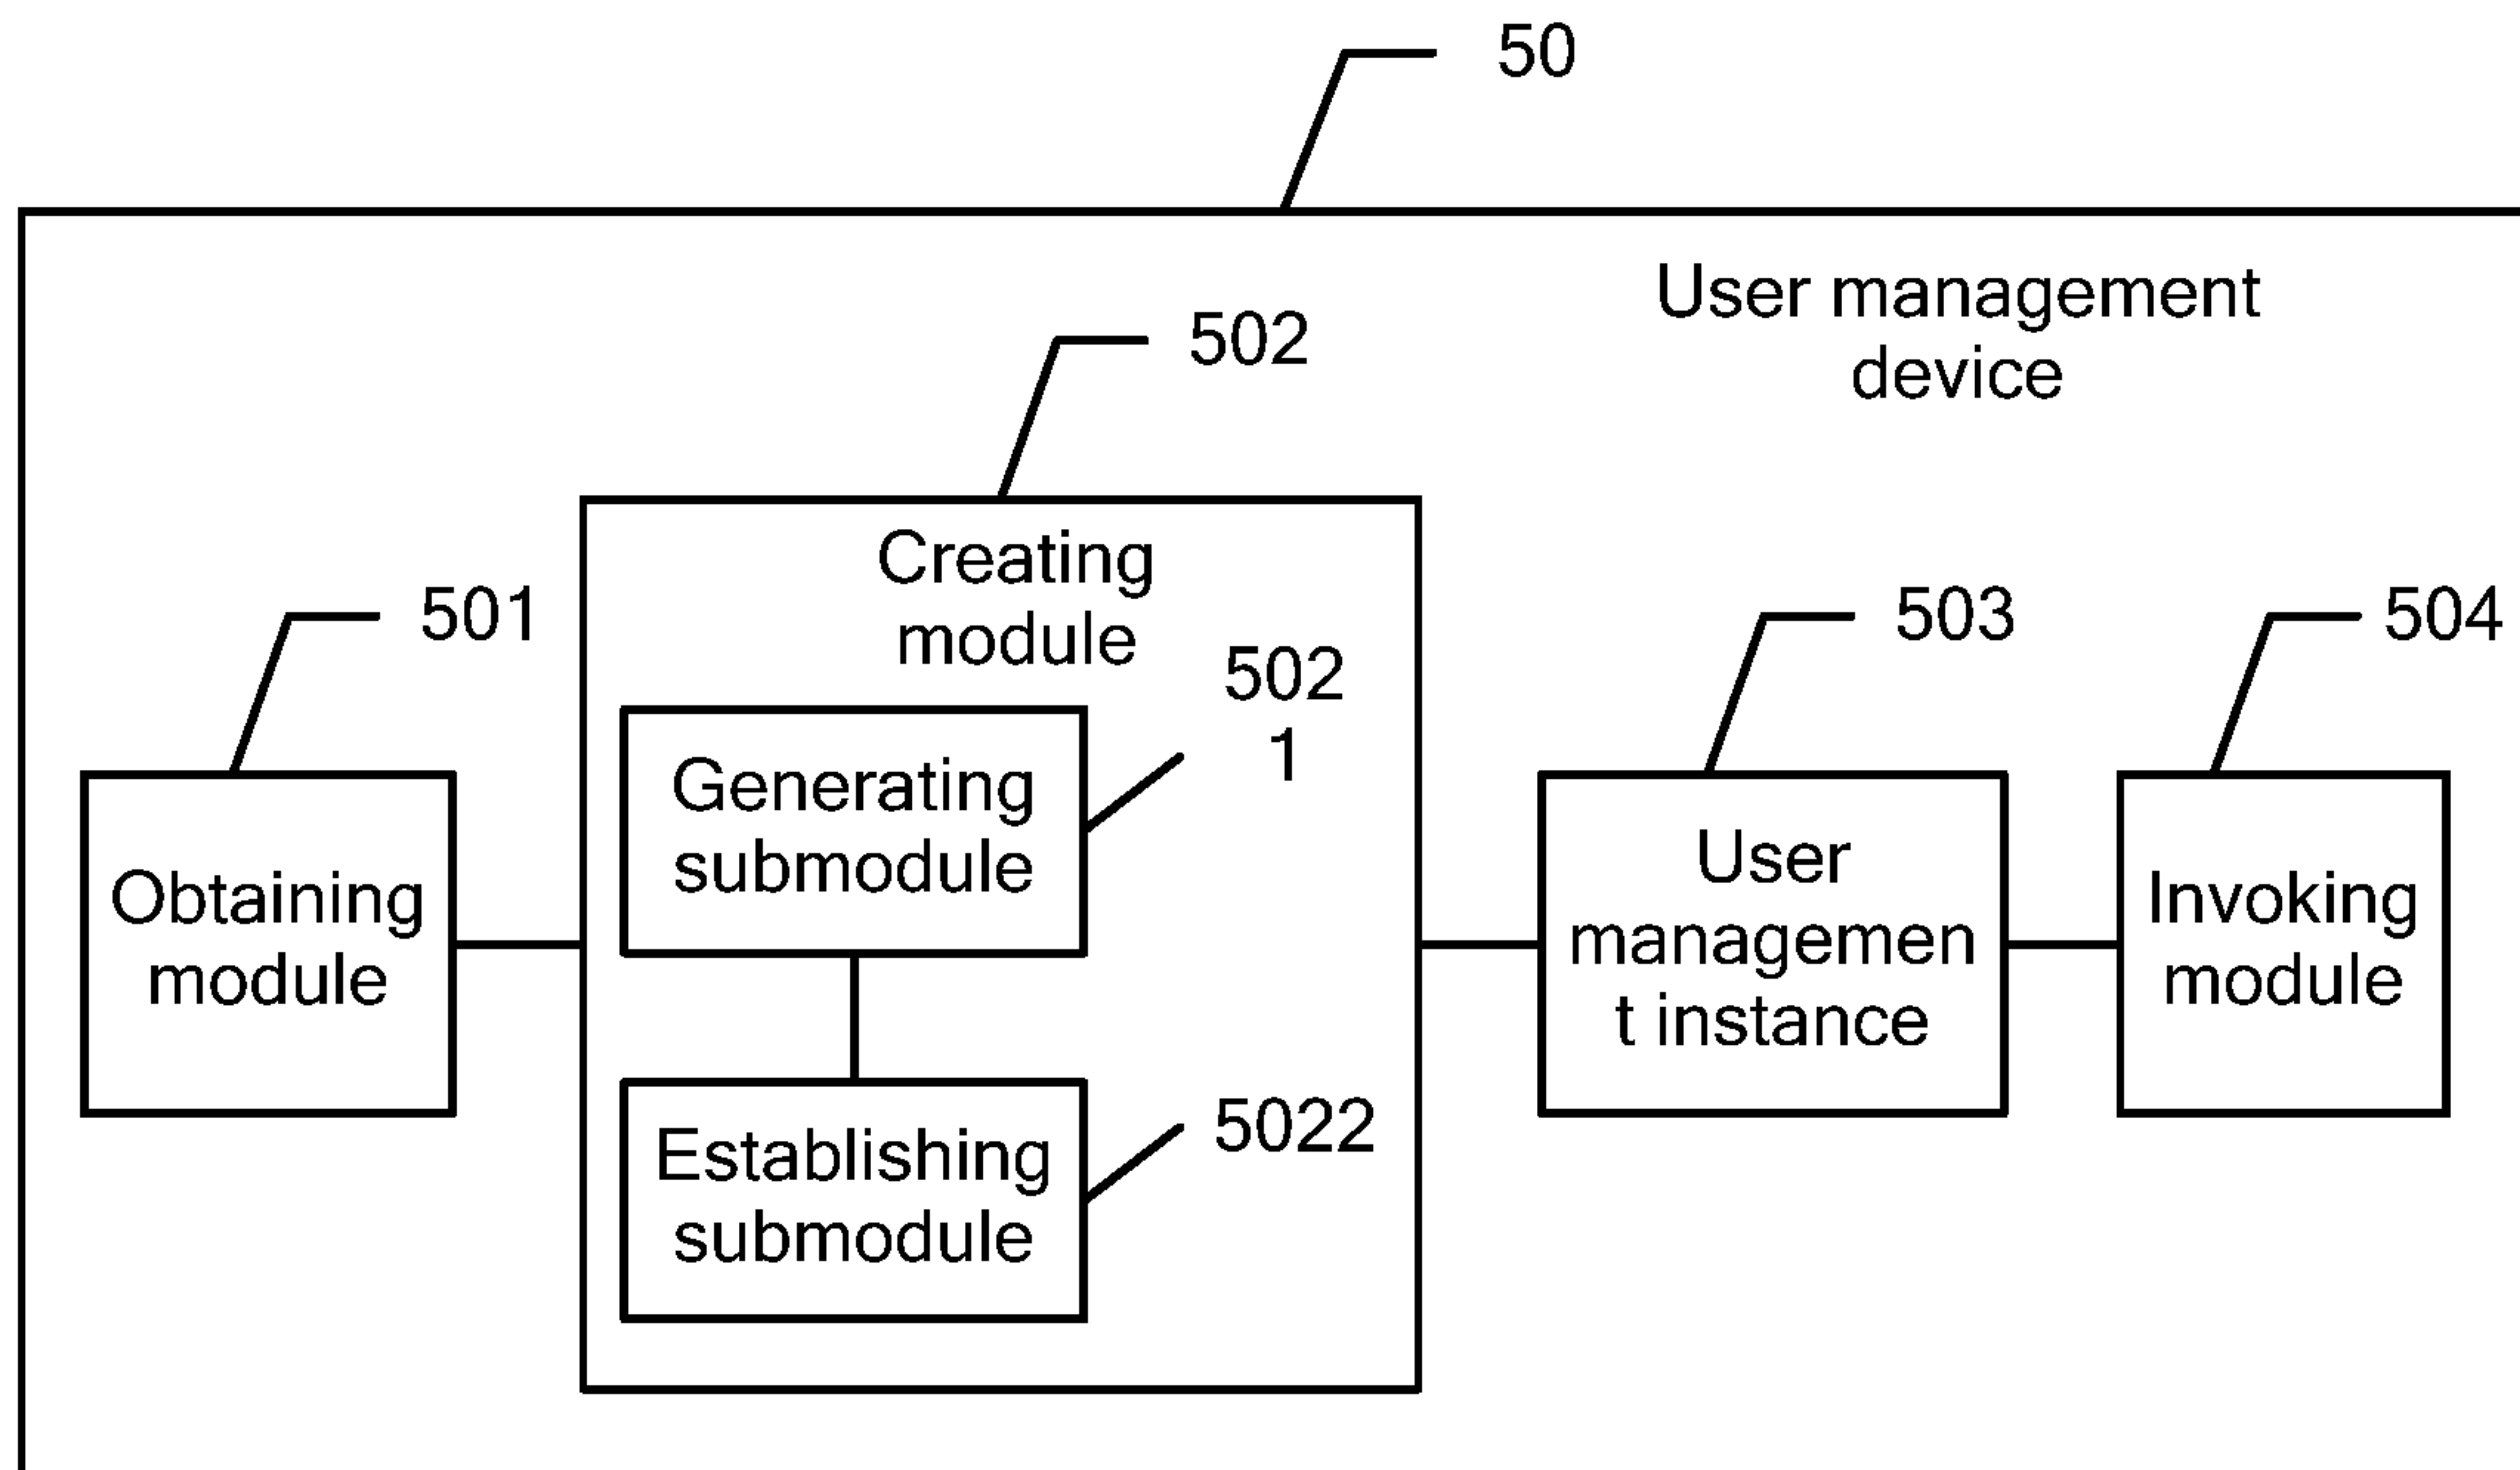 50
User management
device
502
Creating
module
501
502
1
503
504
Generating
submodule
Obtaining
module
User
managemen
t instance
Invoking
module
5022
Establishing
submodule